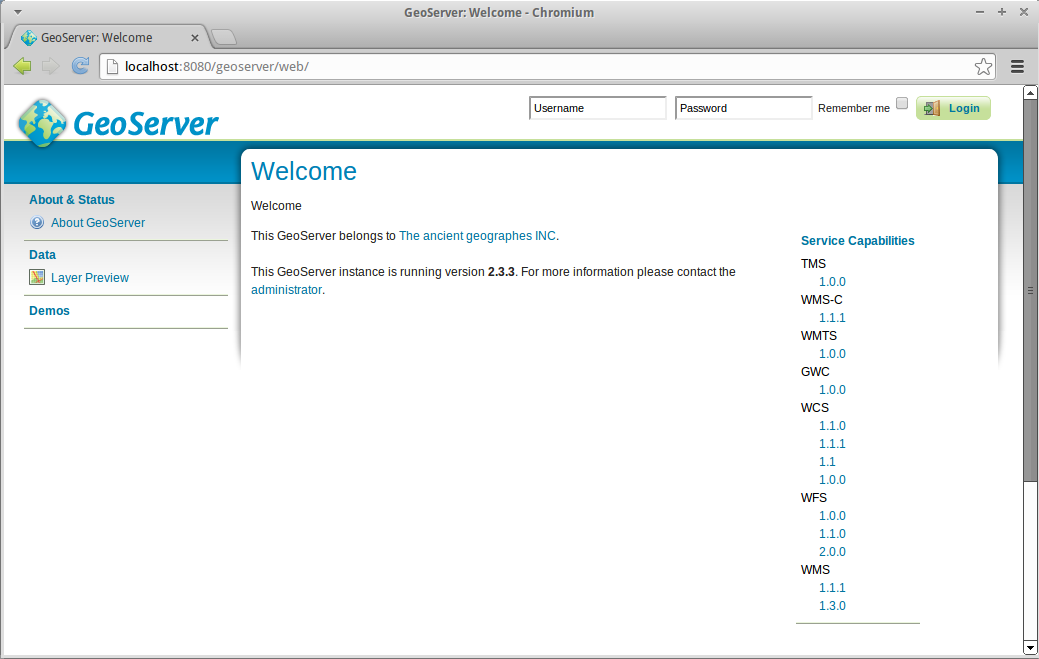 GeoServer: Welcome - Chromium
GeoServer: Welcome
localhost:8080/geoserver/web/
GeoServer
Username
Password
Remember me
Login
About & Status
About GeoServer
Data
Layer Preview
Demos
Welcome
Welcome
This GeoServer belongs to The ancient geographes INC.
This GeoServer instance is running version 2.3.3. For more information please contact the
administrator.
Service Capabilities
TMS
1.0.0
WMS-C
1.1.1
WMTS
1.0.0
GWC
1.0.0
WCS
1.1.0
1.1.1
1.1
1.0.0
WFS
1.0.0
1.1.0
2.0.0
WMS
1.1.1
1.3.0